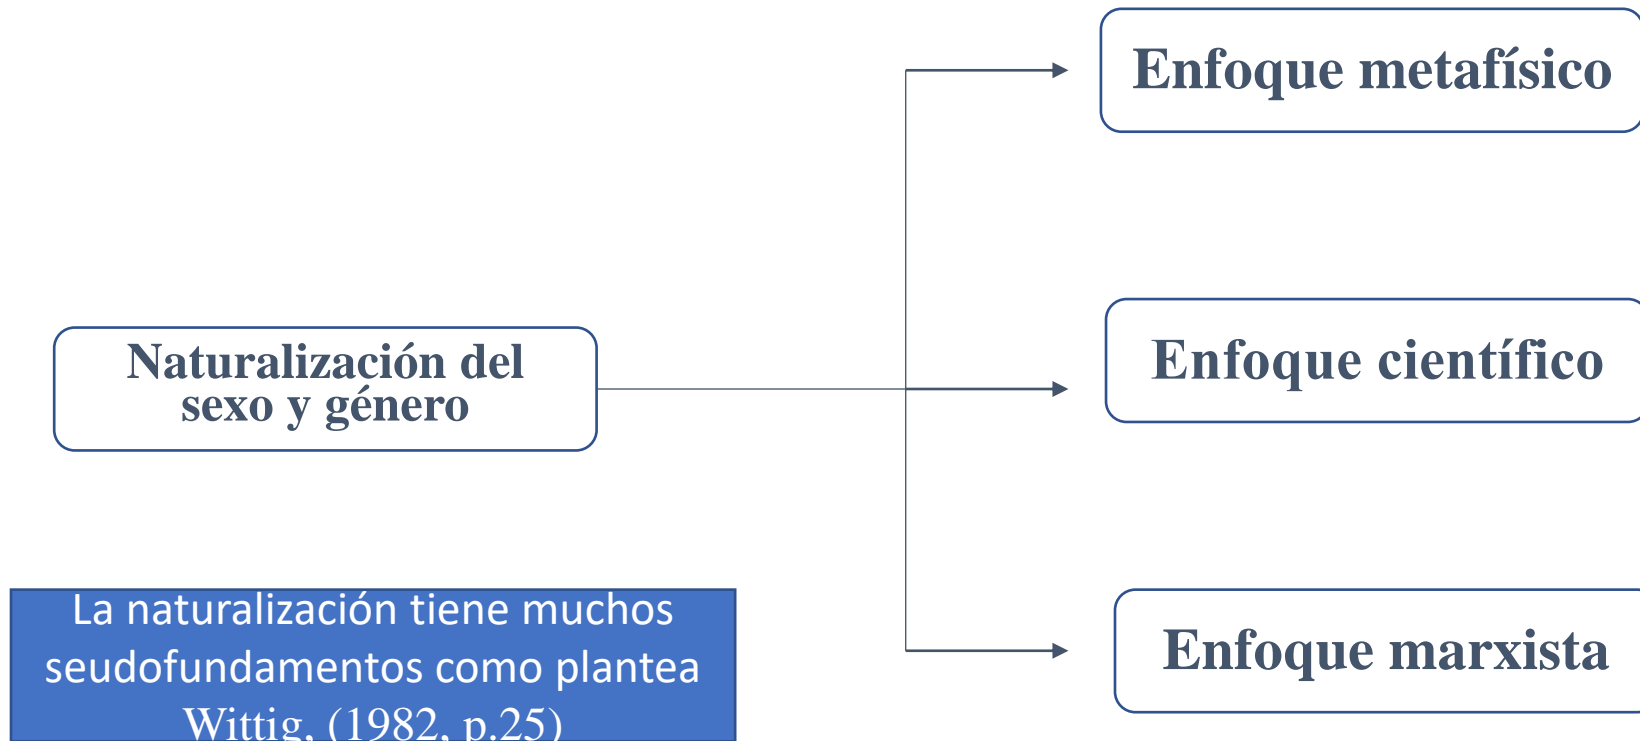 Enfoque metafísico
Enfoque científico
Naturalización del
sexo y género
Enfoque marxista
La naturalización tiene muchos
seudofundamentos como plantea
Wittig, (1982, p.25)